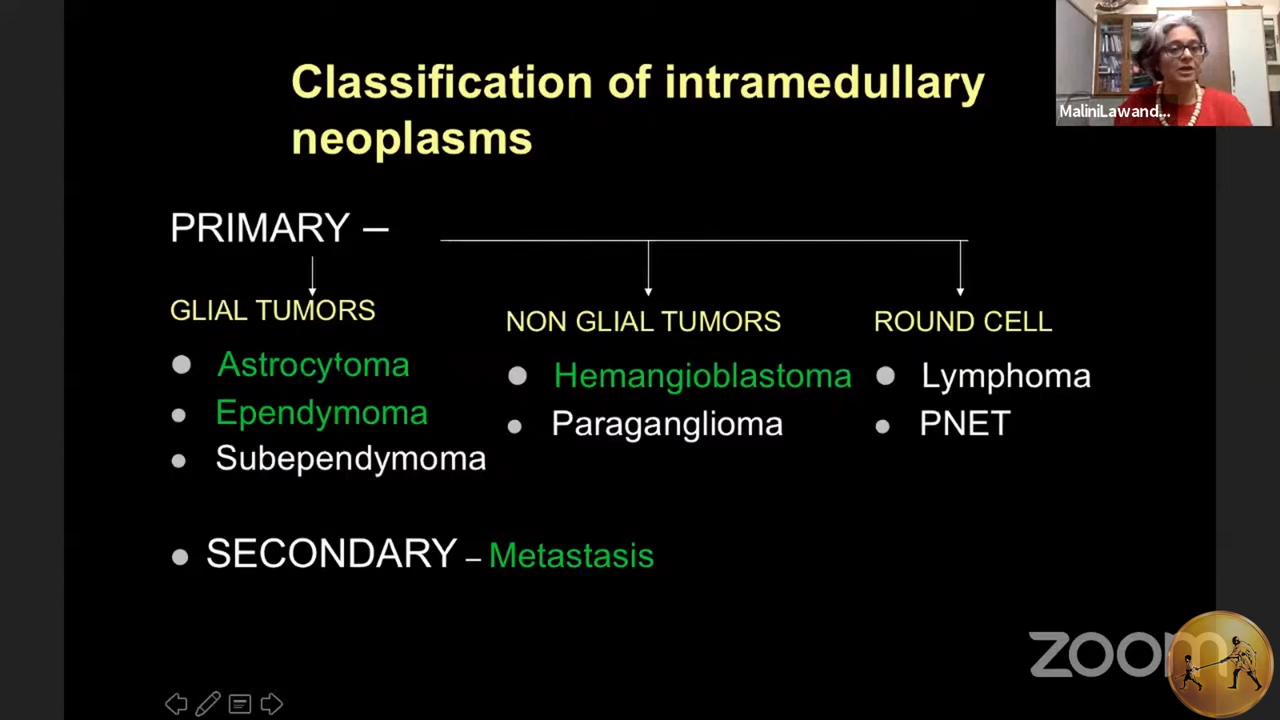 Classification of intramedullary
neoplasms
MaliniLawand...
PRIMARY –
GLIAL TUMORS
Astrocytoma
Ependymoma
Subependymoma
NON GLIAL TUMORS
Hemangioblastoma
Paraganglioma
ROUND CELL
Lymphoma
PNET
SECONDARY – Metastasis
zoom